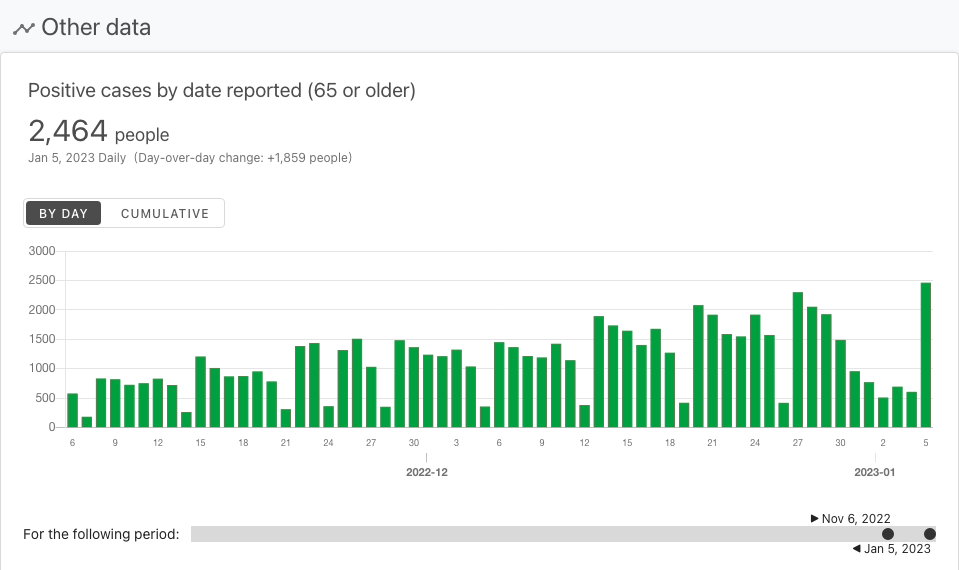 Other data
Positive cases by date reported (65 or older)
2,464 people
Jan 5, 2023 Daily (Day-over-day change: +1,859 people)
BY DAY CUMULATIVE
3000
2500
2000
1500
1000
500
0
6 9 12 15 18 21 24 27 30 3 6 9 12 15 18 21 24 27 30 2 5
2022-12 2023-01
▶ Nov 6, 2022
For the following period:
◀ Jan 5, 2023